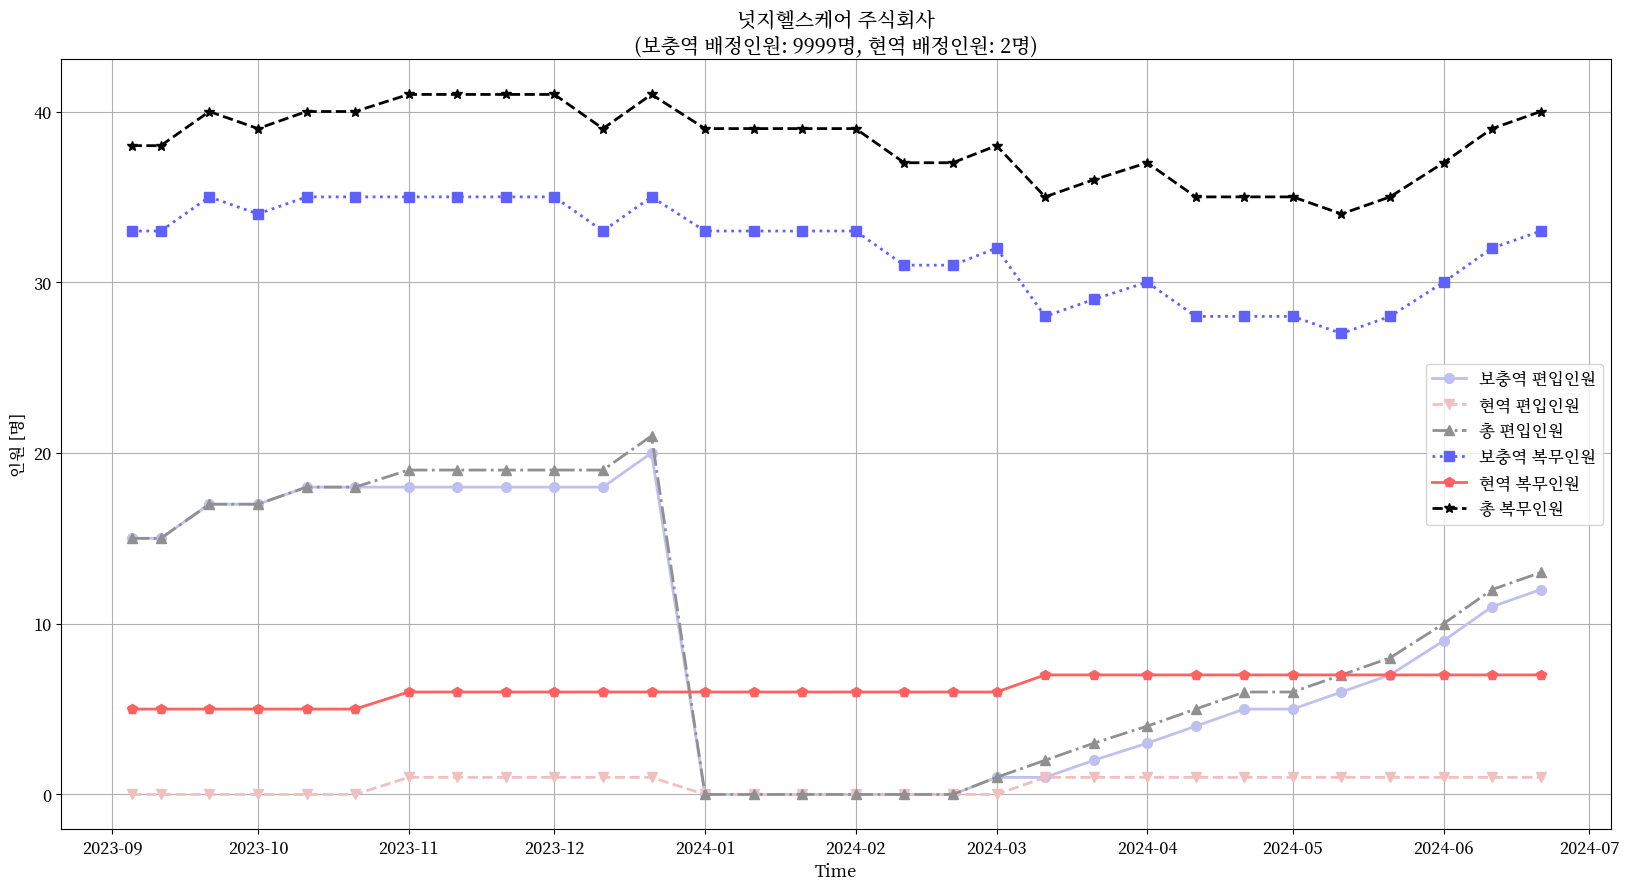 넛지헬스케어 주식회사
(보충역 배정인원: 9999명, 현역 배정인원: 2명)
인원 [명]
40
30
20
10
0
보충역 편입인원
현역 편입인원
총 편입인원
보충역 복무인원
현역 복무인원
총 복무인원
2023-09 2023-10 2023-11 2023-12 2024-01 2024-02 2024-03 2024-04 2024-05 2024-06 2024-07
Time